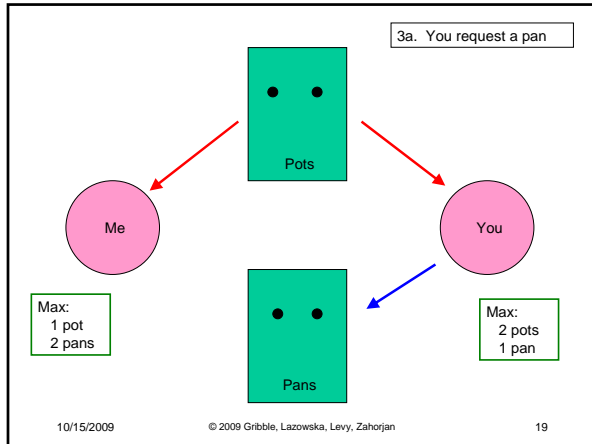 3a. You request a pan
Pots
Me
You
Max:
1 pot
2 pans
Max:
2 pots
1 pan
Pans
10/15/2009
© 2009 Gribble, Lazowska, Levy, Zahorjan
19